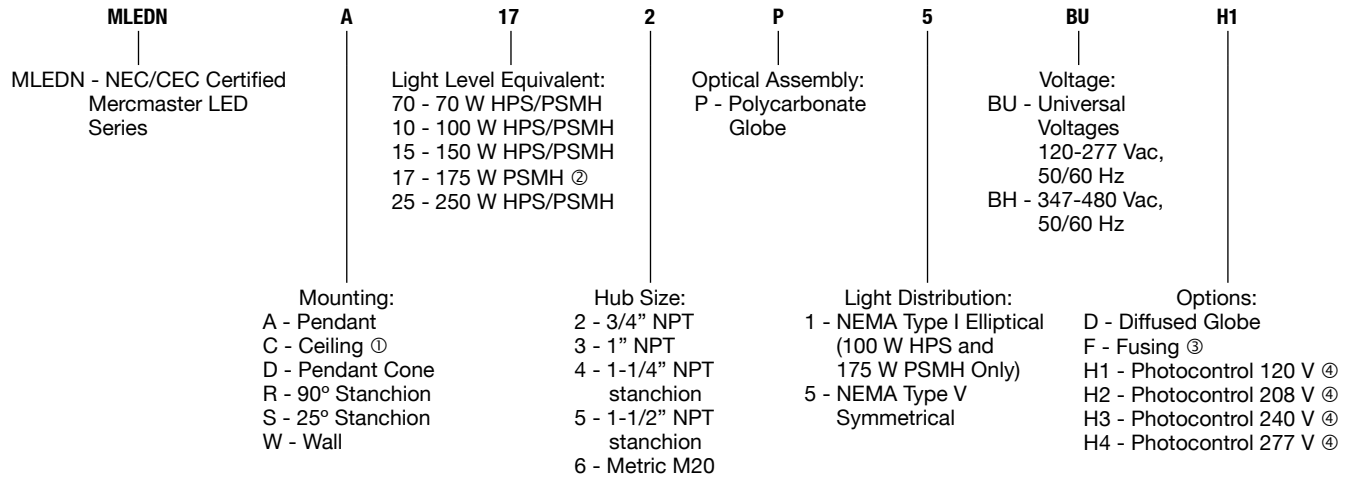 MLEDN A 17 2 P 5 BU H1
MLEDN - NEC/CEC Certified
Mercmaster LED
Series
Light Level Equivalent:
70 - 70 W HPS/PSMH
10 - 100 W HPS/PSMH
15 - 150 W HPS/PSMH
17 - 175 W PSMH ②
25 - 250 W HPS/PSMH
Optical Assembly:
P - Polycarbonate
Globe
Voltage:
BU - Universal
Voltages
120-277 Vac,
50/60 Hz
BH - 347-480 Vac,
50/60 Hz
Mounting:
A - Pendant
C - Ceiling ①
D - Pendant Cone
R - 90º Stanchion
S - 25º Stanchion
W - Wall
Hub Size:
2 - 3/4” NPT
3 - 1” NPT
4 - 1-1/4” NPT
stanchion
5 - 1-1/2” NPT
stanchion
6 - Metric M20
Light Distribution:
1 - NEMA Type I Elliptical
(100 W HPS and
175 W PSMH Only)
5 - NEMA Type V
Symmetrical
Options:
D - Diffused Globe
F - Fusing ③
H1 - Photocontrol 120 V ④
H2 - Photocontrol 208 V ④
H3 - Photocontrol 240 V ④
H4 - Photocontrol 277 V ④